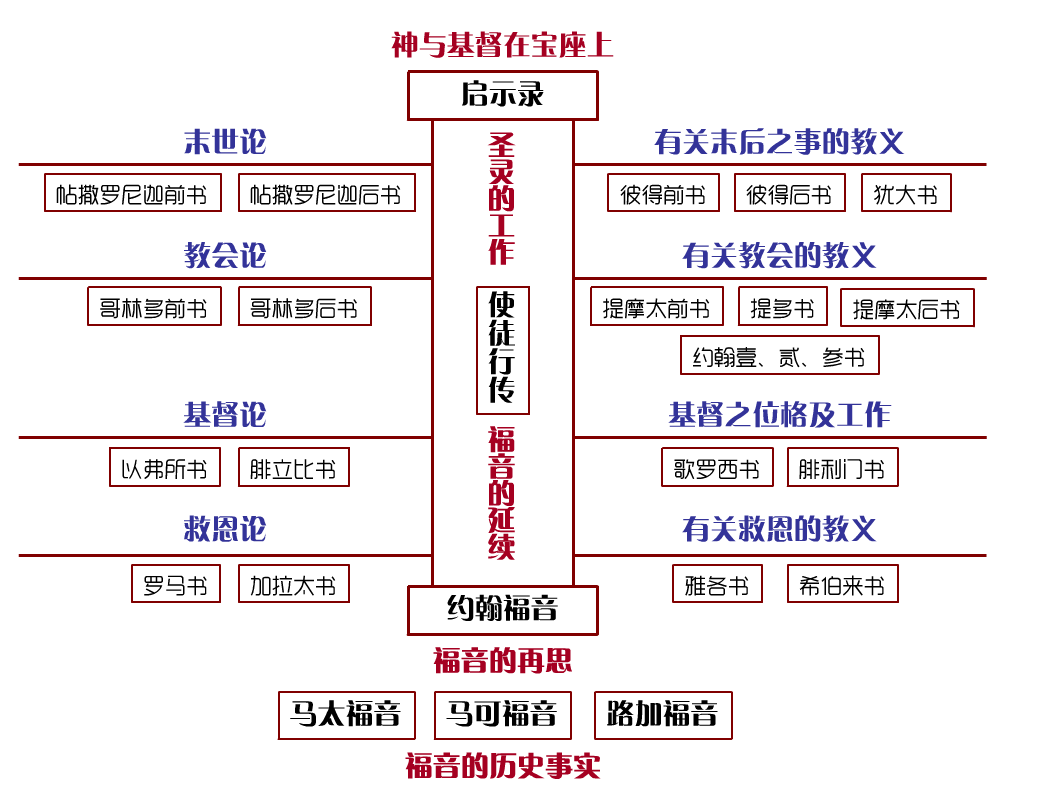 神与基督在宝座上
启示录
末世论
有关末后之事的教义
圣灵的工作
帖撒罗尼迦前书 帖撒罗尼迦后书
彼得前书 彼得后书 犹大书
教会论
有关教会的教义
哥林多前书 哥林多后书
使徒行传
提摩太前书 提多书 提摩太后书
约翰壹、贰、参书
基督论
基督之位格及工作
福音的延续
以弗所书 腓立比书
歌罗西书 腓利门书
救恩论
有关救恩的教义
罗马书 加拉太书
雅各书 希伯来书
约翰福音
福音的再思
马太福音 马可福音 路加福音
福音的历史事实